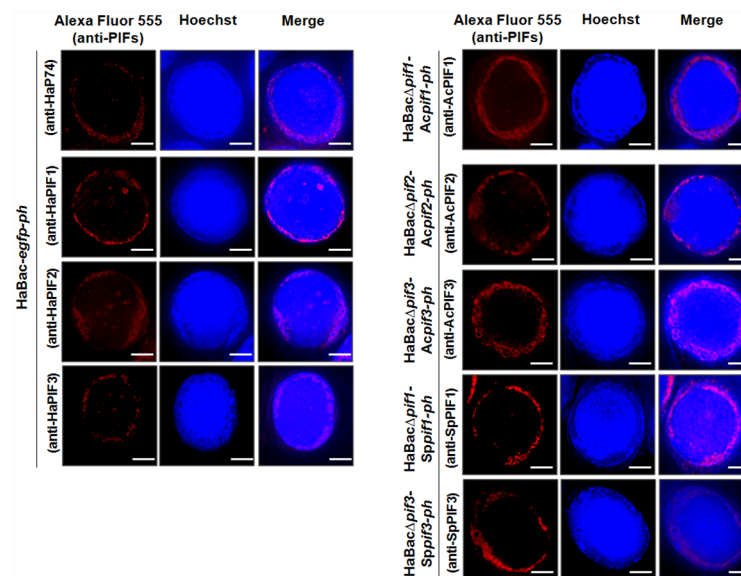 Alexa Fluor 555
(anti-PIFs)
Hoechst
Merge
HaBac-egfp-ph
(anti-HaP74)
(anti-HaPIF1)
(anti-HaPIF2)
(anti-HaPIF3)
Alexa Fluor 555
(anti-PIFs)
Hoechst
Merge
HaBacΔpif1-
Acpif1-ph
(anti-AcPIF1)
HaBacΔpif2-
Acpif2-ph
(anti-AcPIF2)
HaBacΔpif3-
Acpif3-ph
(anti-AcPIF3)
HaBacΔpif1-
Sppif1-ph
(anti-SpPIF1)
HaBacΔpif3-
Sppif3-ph
(anti-SpPIF3)